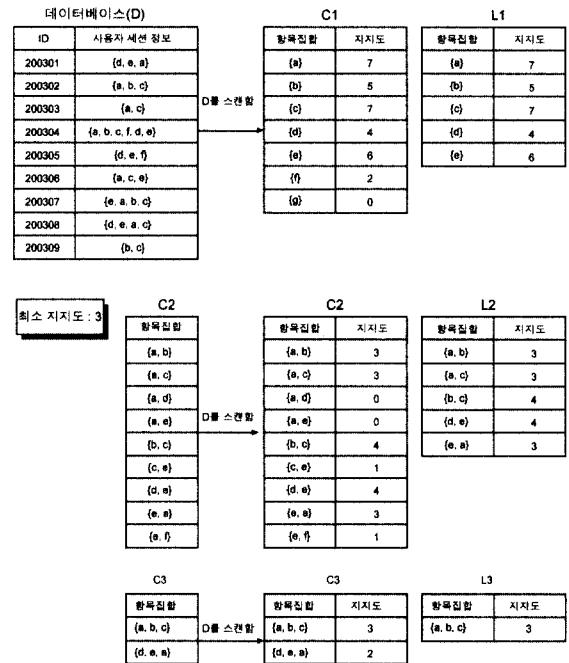 데이터베이스(D)
ID 사용자 세션 정보
200301 {d, e, a}
200302 {a, b, c}
200303 {a, c}
200304 {a, b, c, f, d, e}
200305 {d, e, f}
200306 {a, c, e}
200307 {e, a, b, c}
200308 {d, e, a, c}
200309 {b, c}
D를 스캔함
C1
항목집합 지지도
{a} 7
{b} 5
{c} 7
{d} 4
{e} 6
{f} 2
{g} 0
L1
항목집합 지지도
{a} 7
{b} 5
{c} 7
{d} 4
{e} 6
최소 지지도 : 3
C2
항목집합
{a, b}
{a, c}
{a, d}
{a, e}
{b, c}
{c, e}
{d, e}
{e, a}
{e, f}
D를 스캔함
C2
항목집합 지지도
{a, b} 3
{a, c} 3
{a, d} 0
{a, e} 0
{b, c} 4
{c, e} 1
{d, e} 4
{e, a} 3
{e, f} 1
L2
항목집합 지지도
{a, b} 3
{a, c} 3
{b, c} 4
{d, e} 4
{e, a} 3
C3
항목집합
{a, b, c}
{d, e, a}
D를 스캔함
C3
항목집합 지지도
{a, b, c} 3
{d, e, a} 2
L3
항목집합 지지도
{a, b, c} 3